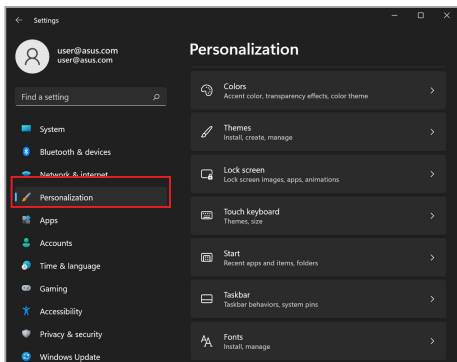 Settings
user@asus.com
user@asus.com
Find a setting
System
Bluetooth & devices
Network & internet
Personalization
Apps
Accounts
Time & language
Gaming
Accessibility
Privacy & security
Windows Update
Personalization
Colors
Accent color, transparency effects, color theme
Themes
Install, create, manage
Lock screen
Lock screen images, apps, animations
Touch keyboard
Themes, size
Start
Recent apps and items, folders
Taskbar
Taskbar behaviors, system pins
Fonts
Install, manage